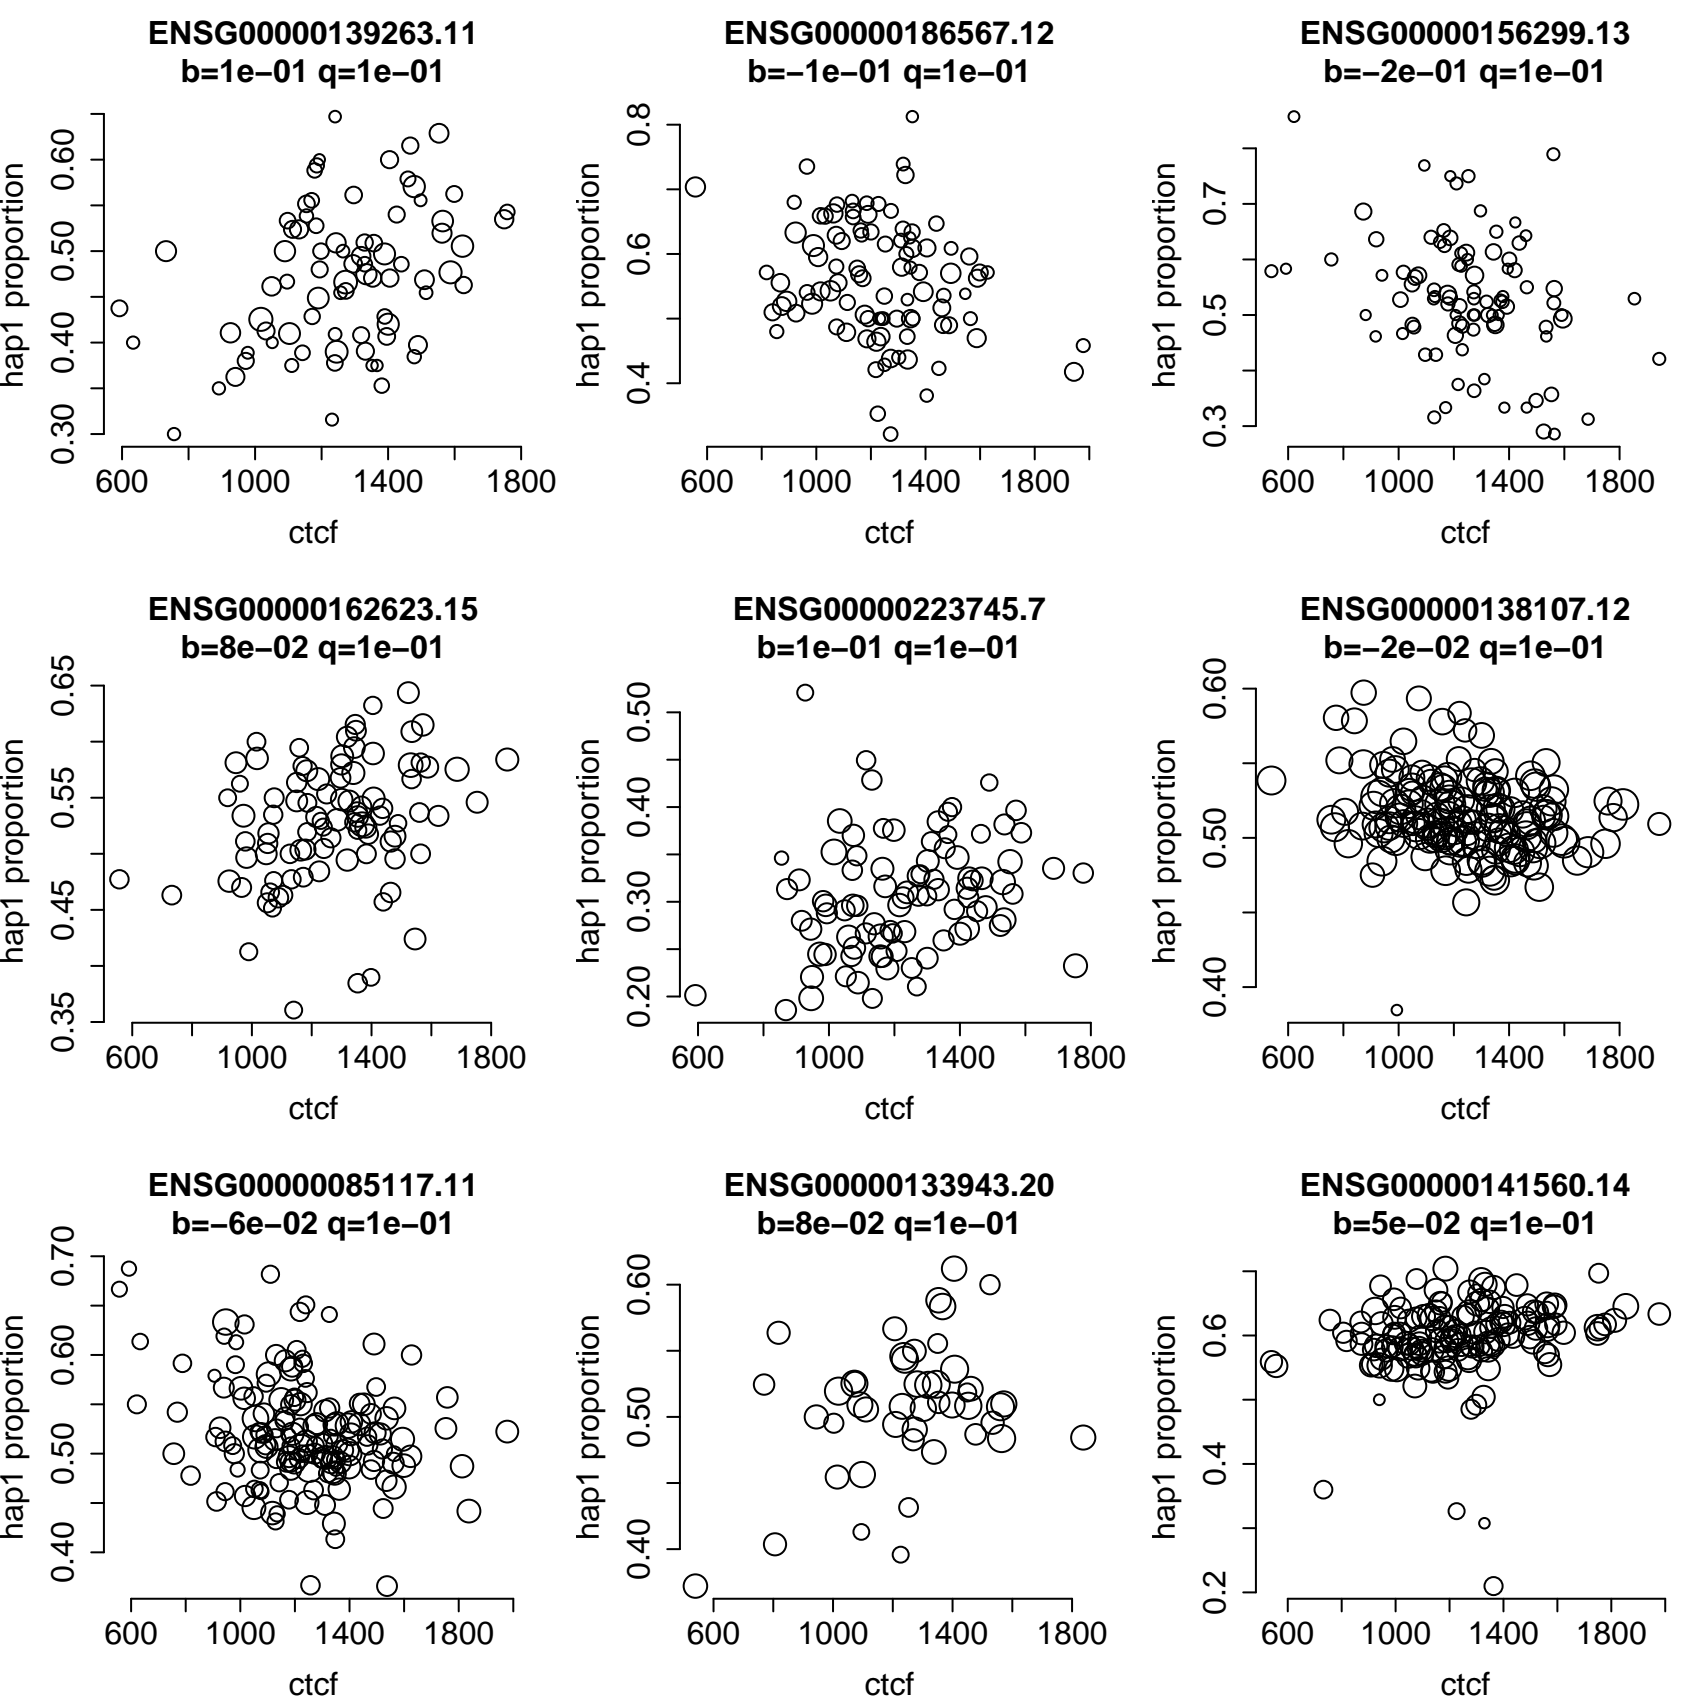 ENSG00000139263.11
b=1e−01 q=1e−01
hap1 proportion
0.30 0.40 0.50 0.60
600 1000 1400 1800
ctcf
ENSG00000186567.12
b=−1e−01 q=1e−01
hap1 proportion
0.4 0.6 0.8
600 1000 1400 1800
ctcf
ENSG00000156299.13
b=−2e−01 q=1e−01
hap1 proportion
0.3 0.5 0.7
600 1000 1400 1800
ctcf
ENSG00000162623.15
b=8e−02 q=1e−01
hap1 proportion
0.35 0.45 0.55 0.65
600 1000 1400 1800
ctcf
ENSG00000223745.7
b=1e−01 q=1e−01
hap1 proportion
0.20 0.30 0.40 0.50
600 1000 1400 1800
ctcf
ENSG00000138107.12
b=−2e−02 q=1e−01
hap1 proportion
0.40 0.50 0.60
600 1000 1400 1800
ctcf
ENSG00000085117.11
b=−6e−02 q=1e−01
hap1 proportion
0.40 0.50 0.60 0.70
600 1000 1400 1800
ctcf
ENSG00000133943.20
b=8e−02 q=1e−01
hap1 proportion
0.40 0.50 0.60
600 1000 1400 1800
ctcf
ENSG00000141560.14
b=5e−02 q=1e−01
hap1 proportion
0.2 0.4 0.6
600 1000 1400 1800
ctcf